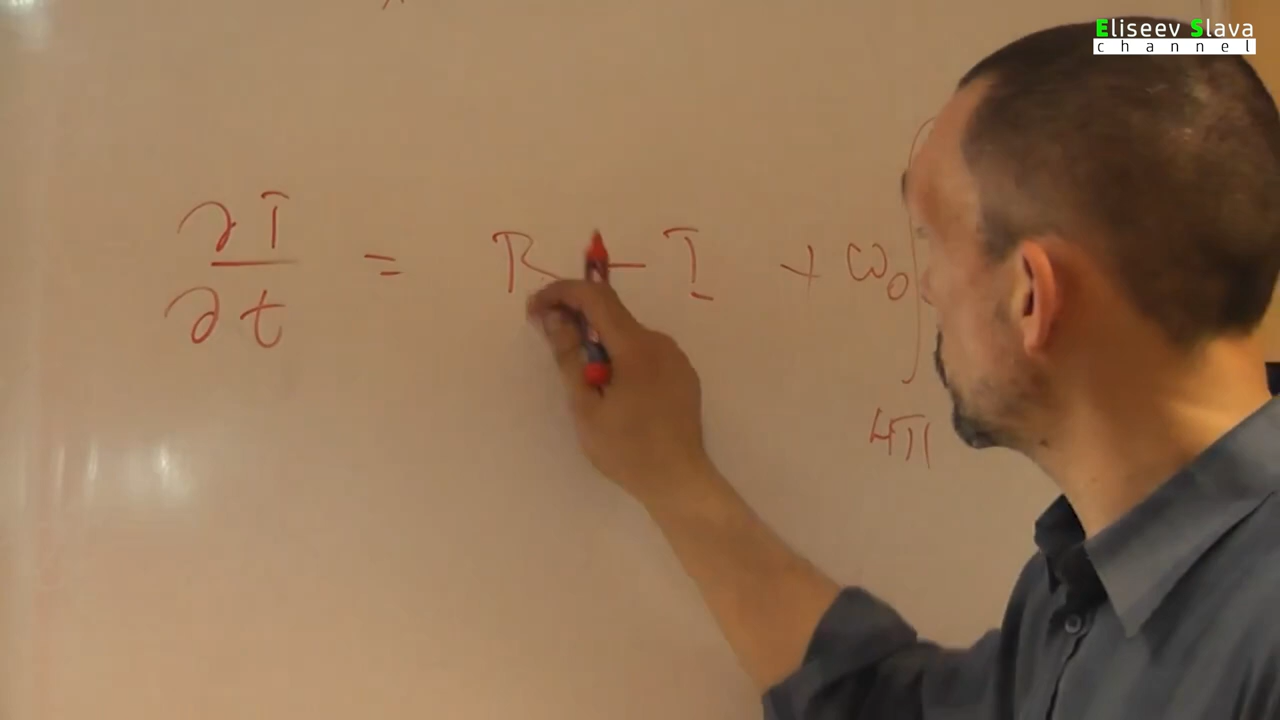 Eliseev Slava
channel
∂I/∂t = B - I + ω₀∫
4π